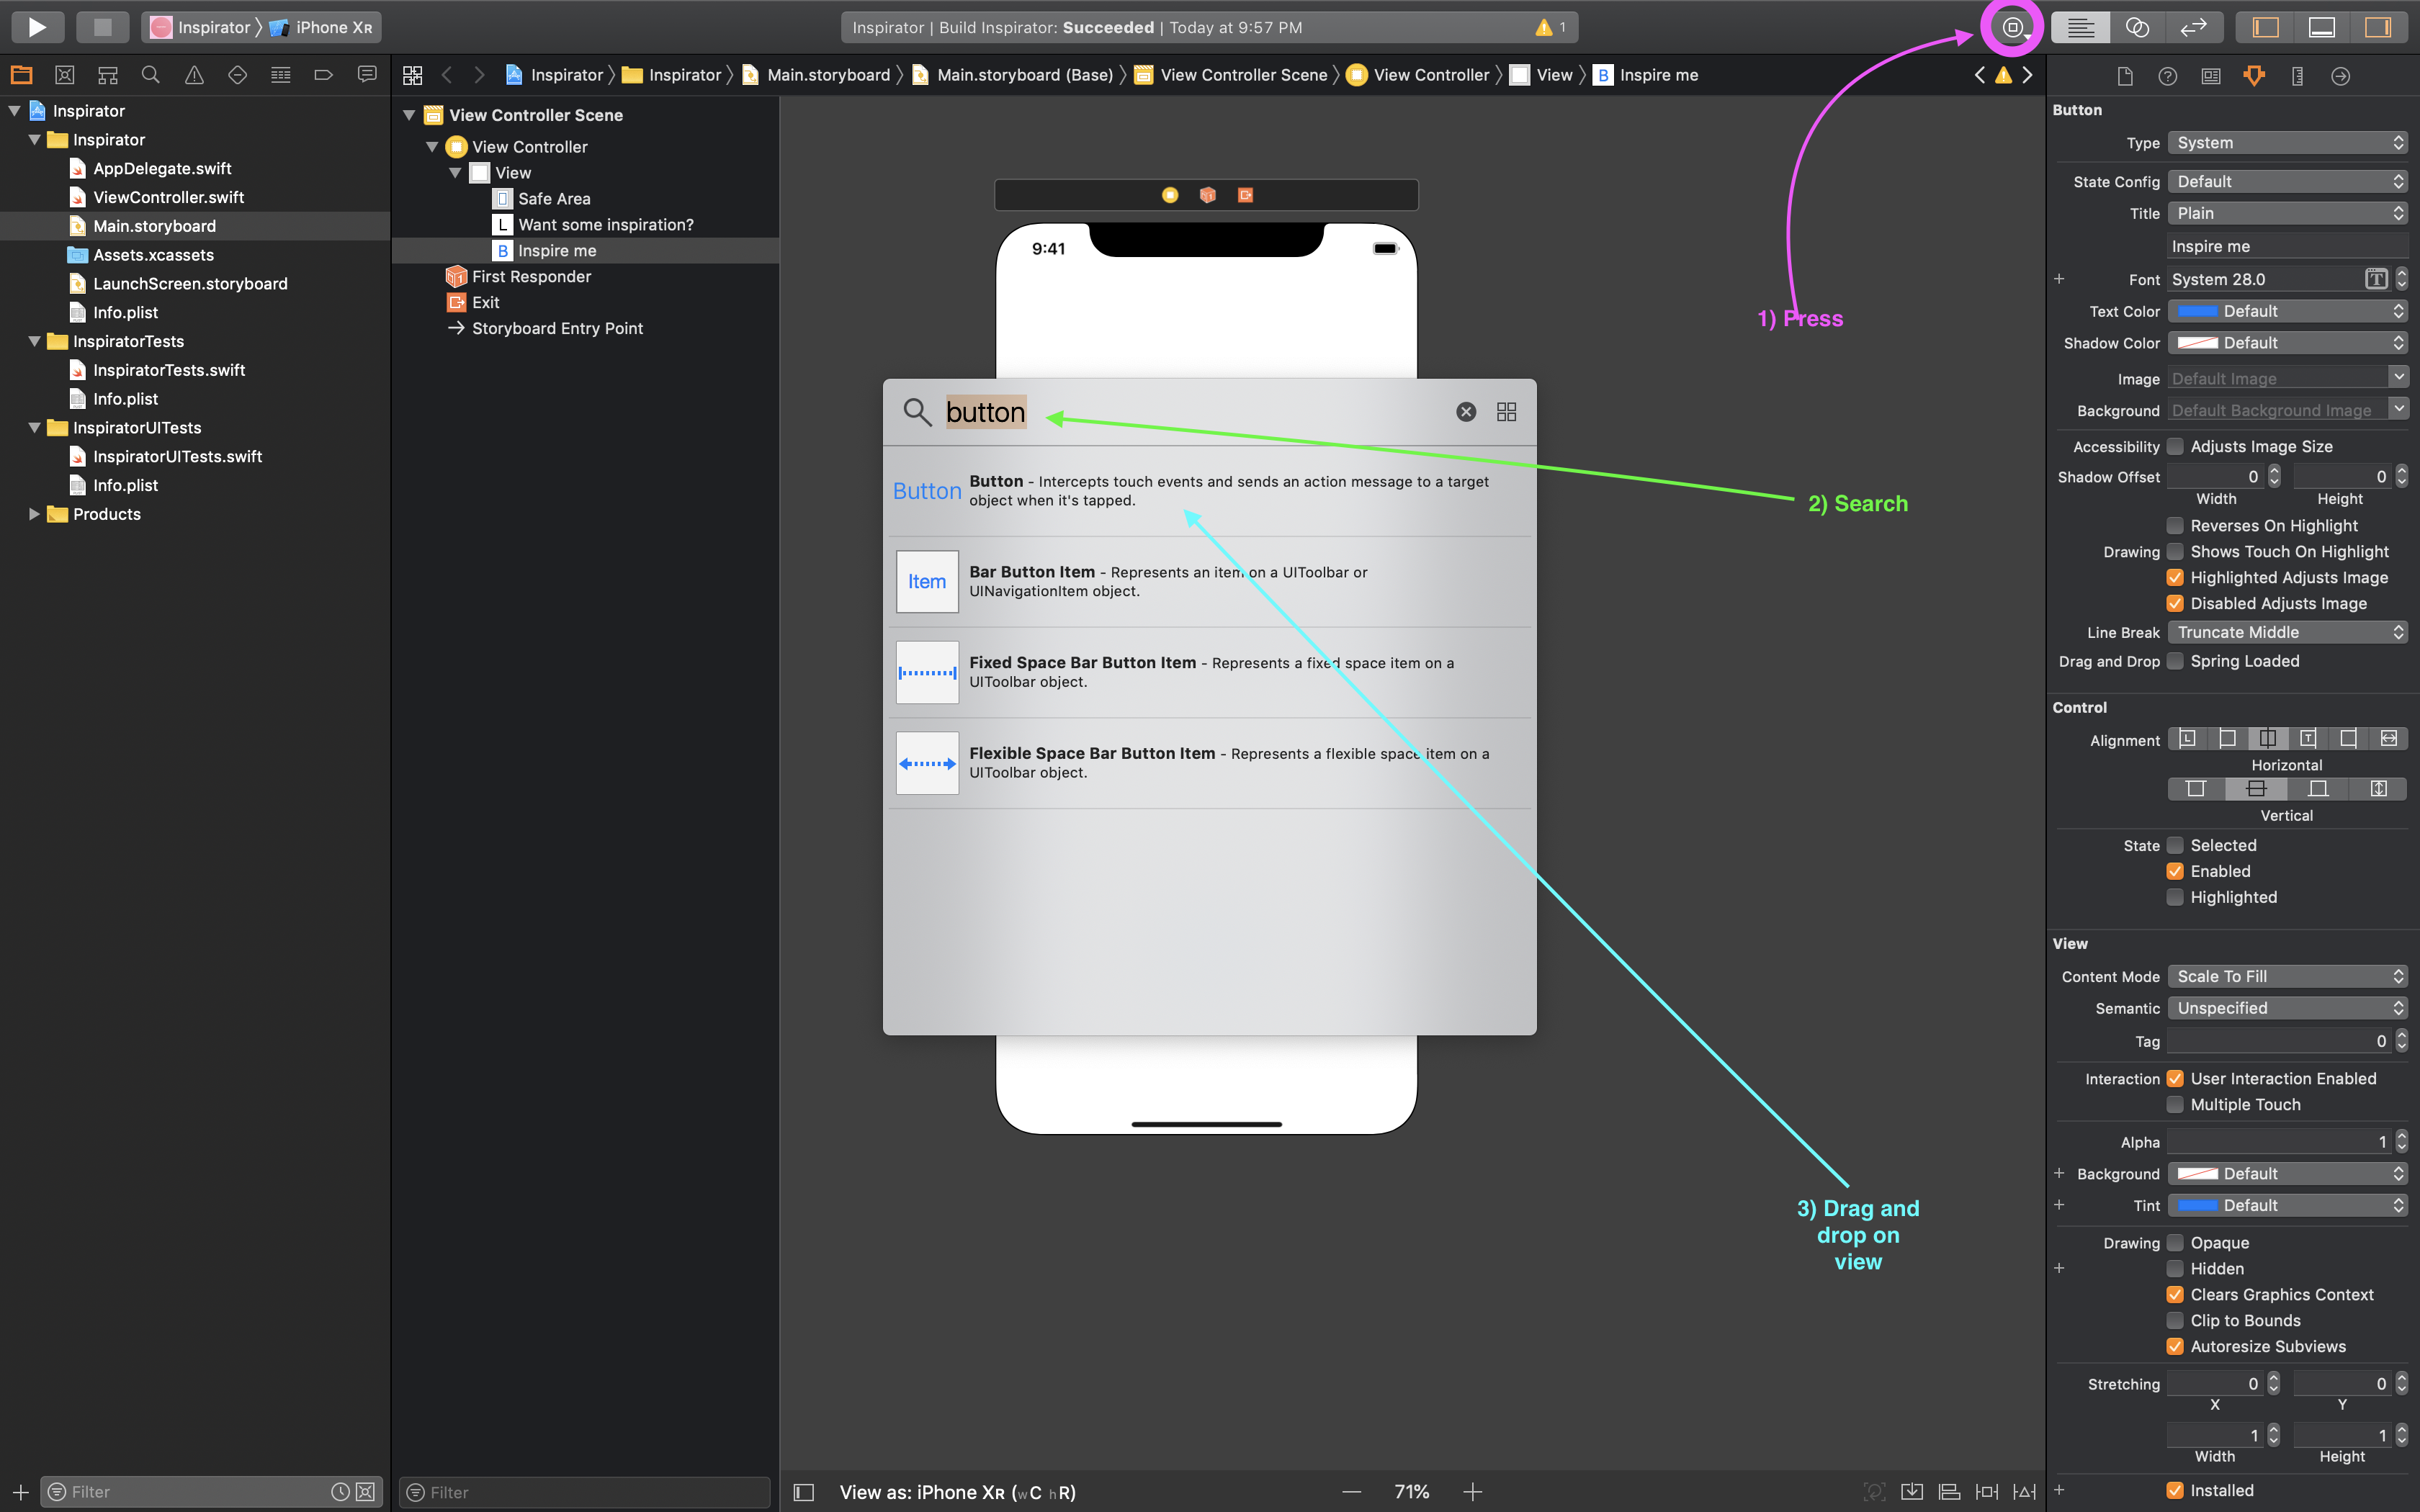 Inspirator 〉 iPhone Xʀ
Inspirator | Build Inspirator: Succeeded | Today at 9:57 PM
1
Inspirator 〉 Inspirator 〉 Main.storyboard 〉 Main.storyboard (Base) 〉 View Controller Scene 〉 View Controller 〉 View 〉 B Inspire me
Inspirator
Inspirator
AppDelegate.swift
ViewController.swift
Main.storyboard
Assets.xcassets
LaunchScreen.storyboard
Info.plist
InspiratorTests
InspiratorTests.swift
Info.plist
InspiratorUITests
InspiratorUITests.swift
Info.plist
Products
Filter
View Controller Scene
View Controller
View
Safe Area
L Want some inspiration?
B Inspire me
First Responder
Exit
Storyboard Entry Point
Filter
9:41
button
Button
Button - Intercepts touch events and sends an action message to a target
object when it's tapped.
Item
Bar Button Item - Represents an item on a UIToolbar or
UINavigationItem object.
Fixed Space Bar Button Item - Represents a fixed space item on a
UIToolbar object.
Flexible Space Bar Button Item - Represents a flexible space item on a
UIToolbar object.
1) Press
2) Search
3) Drag and
drop on
view
View as: iPhone Xʀ (wC hR)
71%
Button
Type System
State Config Default
Title Plain
Inspire me
+ Font System 28.0 T
Text Color Default
Shadow Color Default
Image Default Image
Background Default Background Image
Accessibility Adjusts Image Size
Shadow Offset 0 0
Width Height
Reverses On Highlight
Drawing Shows Touch On Highlight
Highlighted Adjusts Image
Disabled Adjusts Image
Line Break Truncate Middle
Drag and Drop Spring Loaded
Control
Alignment L T
Horizontal
Vertical
State Selected
Enabled
Highlighted
View
Content Mode Scale To Fill
Semantic Unspecified
Tag 0
Interaction User Interaction Enabled
Multiple Touch
Alpha 1
+ Background Default
+ Tint Default
Drawing Opaque
+ Hidden
Clears Graphics Context
Clip to Bounds
Autoresize Subviews
Stretching 0 0
X Y
1 1
Width Height
+ Installed